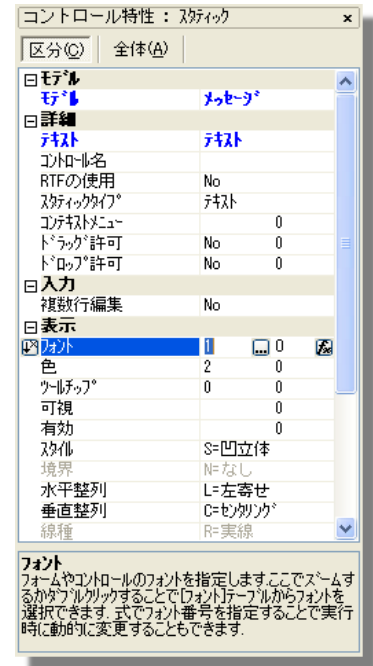 コントロール特性 : ｽﾀﾃｨｯｸ x
区分(C) 全体(A)
ﾓﾃﾞﾙ
ﾓﾃﾞﾙ ﾒｯｾｰｼﾞ
詳細
ﾃｷｽﾄ ﾃｷｽﾄ
ｺﾝﾄﾛｰﾙ名
RTFの使用 No
ｽﾀﾃｨｯｸﾀｲﾌﾟ ﾃｷｽﾄ
ｺﾝﾃｷｽﾄﾒﾆｭｰ 0
ﾄﾞﾗｯｸﾞ許可 No 0
ﾄﾞﾛｯﾌﾟ許可 No 0
入力
複数行編集 No
表示
ﾌｫﾝﾄ 1 ... 0 fx
色 2 0
ﾂｰﾙﾁｯﾌﾟ 0 0
可視 0
有効 0
ｽﾀｲﾙ S=凹立体
境界 N=なし
水平整列 L=左寄せ
垂直整列 C=ｾﾝﾀﾘﾝｸﾞ
線種 R=実線
ﾌｫﾝﾄ
ﾌｫｰﾑやｺﾝﾄﾛｰﾙのﾌｫﾝﾄを指定します.ここでｽﾞｰﾑす
るかﾀﾞﾌﾞﾙｸﾘｯｸすることで[ﾌｫﾝﾄ]ﾃｰﾌﾞﾙからﾌｫﾝﾄを
選択できます. 式でﾌｫﾝﾄ番号を指定することで実行
時に動的に変更することもできます.